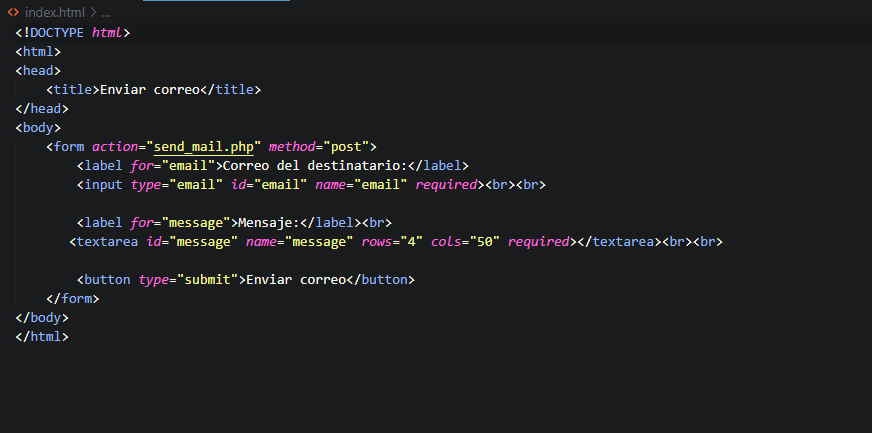 <> index.html > ...
<!DOCTYPE html>
<html>
<head>
    <title>Enviar correo</title>
</head>
<body>
    <form action="send_mail.php" method="post">
        <label for="email">Correo del destinatario:</label>
        <input type="email" id="email" name="email" required><br><br>

        <label for="message">Mensaje:</label><br>
       <textarea id="message" name="message" rows="4" cols="50" required></textarea><br><br>

        <button type="submit">Enviar correo</button>
    </form>
</body>
</html>